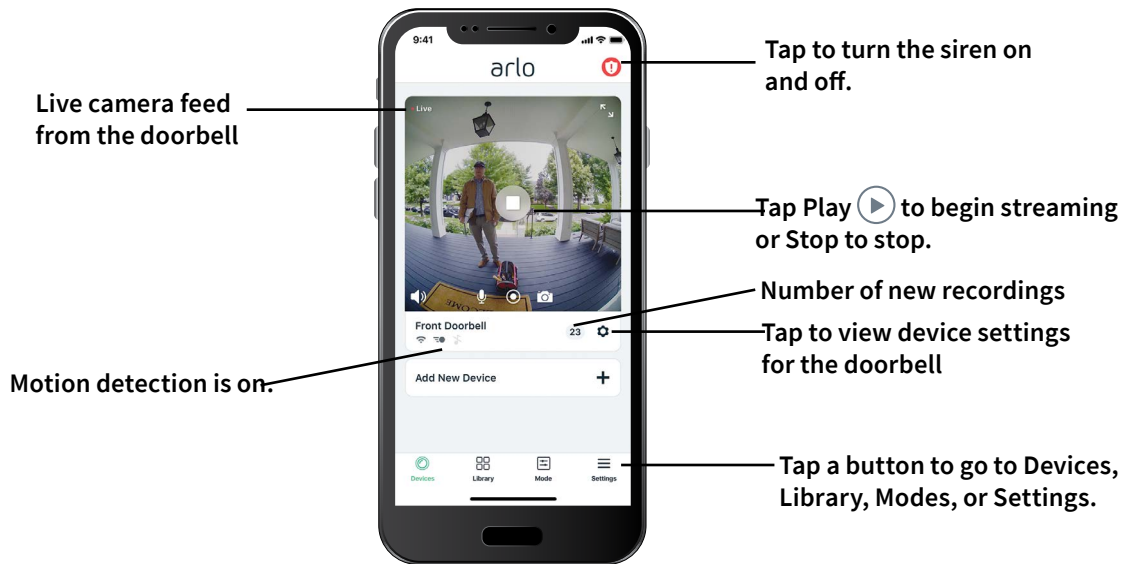 9:41
arlo
Tap to turn the siren on
and off.
Live camera feed
from the doorbell
Live
WELCOME
Tap Play to begin streaming
or Stop to stop.
Number of new recordings
Front Doorbell
23
Tap to view device settings
for the doorbell
Motion detection is on.
Add New Device
Devices
Library
Mode
Settings
Tap a button to go to Devices,
Library, Modes, or Settings.